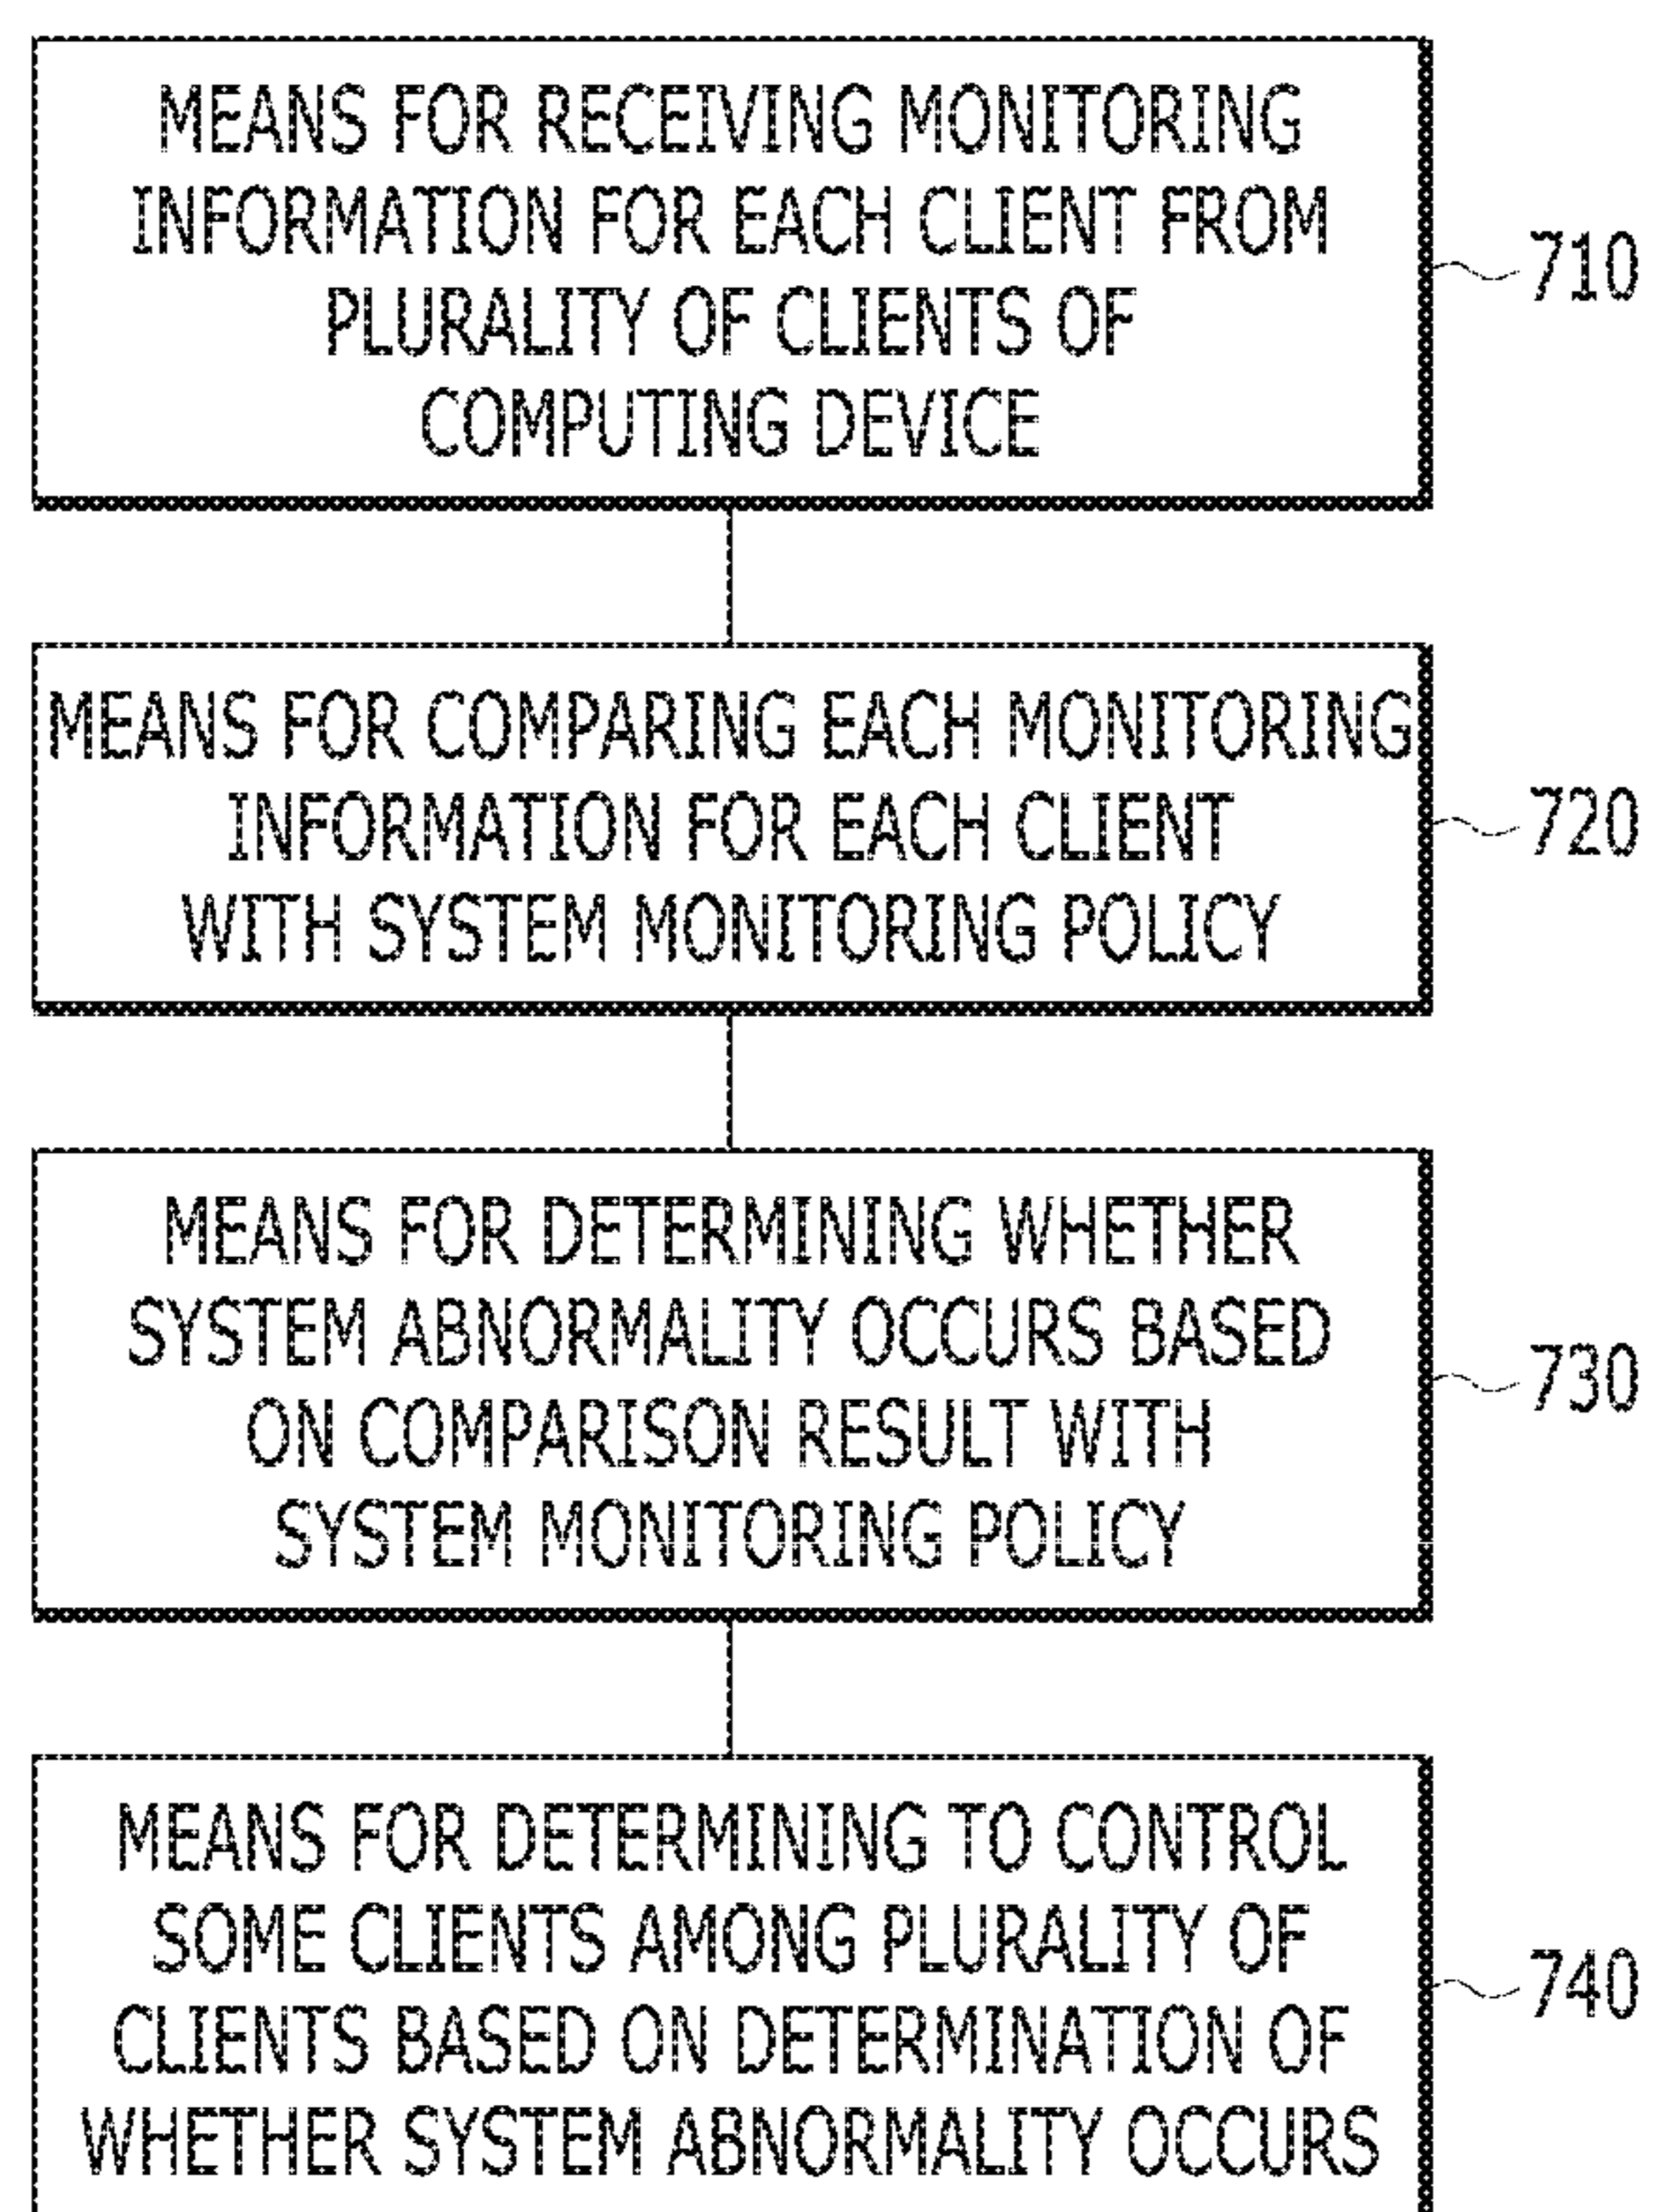 MEANS FOR RECEIVING MONITORING
INFORMATION FOR EACH CLIENT FROM
PLURALITY OF CLIENTS OF
COMPUTING DEVICE
710
MEANS FOR COMPARING EACH MONITORING
INFORMATION FOR EACH CLIENT
WITH SYSTEM MONITORING POLICY
720
MEANS FOR DETERMINING WHETHER
SYSTEM ABNORMALITY OCCURS BASED
ON COMPARISON RESULT WITH
SYSTEM MONITORING POLICY
730
MEANS FOR DETERMINING TO CONTROL
SOME CLIENTS AMONG PLURALITY OF
CLIENTS BASED ON DETERMINATION OF
WHETHER SYSTEM ABNORMALITY OCCURS
740